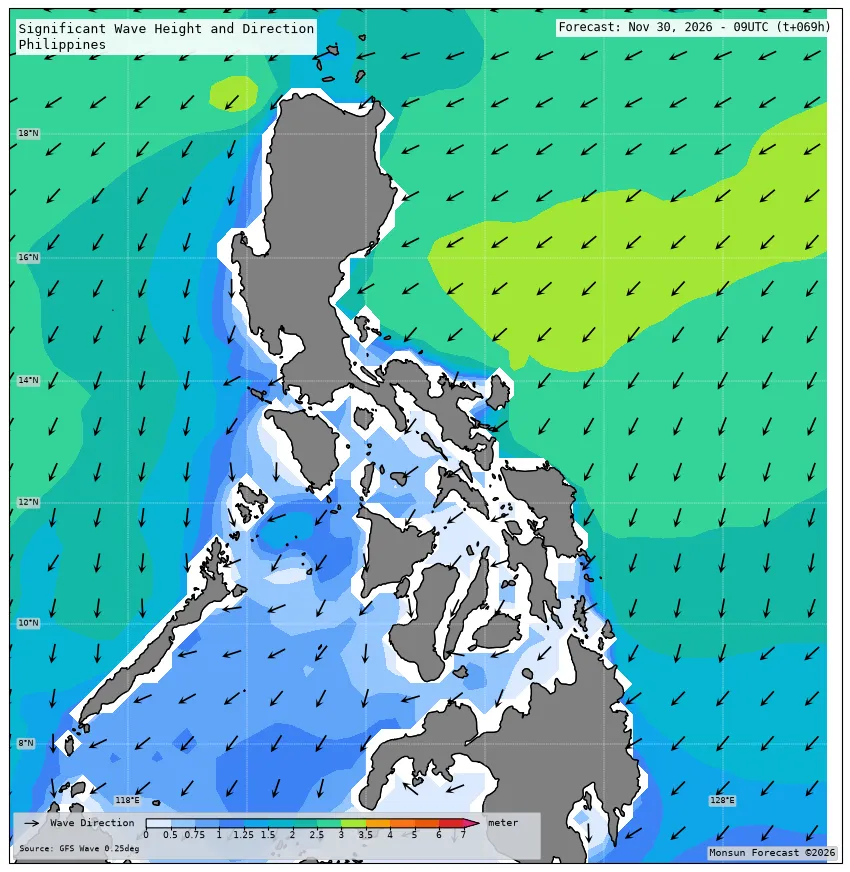 Significant Wave Height and Direction
Philippines
Forecast: Nov 30, 2026 - 09UTC (t+069h)
18°N
16°N
14°N
12°N
10°N
8°N
118°E
128°E
Wave Direction
meter
0 0.5 0.75 1 1.25 1.5 2 2.5 3 3.5 4 5 6 7
Source: GFS Wave 0.25deg
Monsun Forecast ©2026